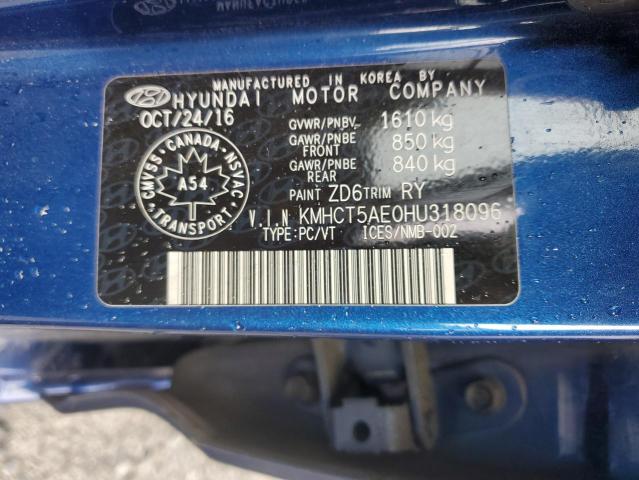 MANUFACTURED IN KOREA BY
HYUNDAI MOTOR COMPANY
OCT/24/16
GVWR/PNBV 1610 kg
GAWR/PNBE FRONT 850 kg
GAWR/PNBE REAR 840 kg
PAINT ZD6 TRIM RY
V.I.N KMHCT5AE0HU318096
TYPE:PC/VT ICES/NMB-002
CMVSS CANADA NSVAC
A54
TRANSPORT